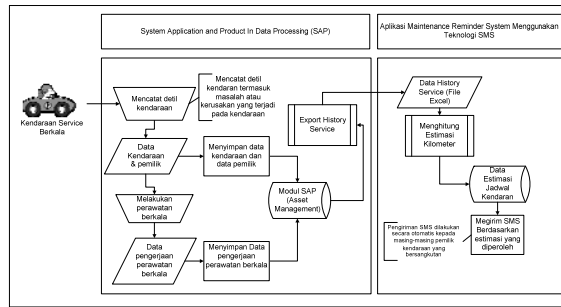 System Application and Product In Data Processing (SAP)
Aplikasi Maintenance Reminder System Menggunakan
Teknologi SMS
Kendaraan Service
Berkala
Mencatat detil
kendaraan
Mencatat detil
kendaran termasuk
masalah atau
kerusakan yang terjadi
pada kendaraan
Data
Kendaraan
& pemilik
Menyimpan data
kendaraan dan
data pemilik
Melakukan
perawatan
berkala
Data
pengerjaan
perawatan
berkala
Menyimpan Data
pengerjaan
perawatan berkala
Modul SAP
(Asset
Management)
Export History
Service
Data History
Service (File
Excel)
Menghitung
Estimasi
Kilometer
Data
Estimasi
Jadwal
Kendaran
Megirim SMS
Berdasarkan
estimasi yang
diperoleh
Pengiriman SMS dilakukan
secara otomatis kepada
masing-masing pemilik
kendaraan yang
bersangkutan